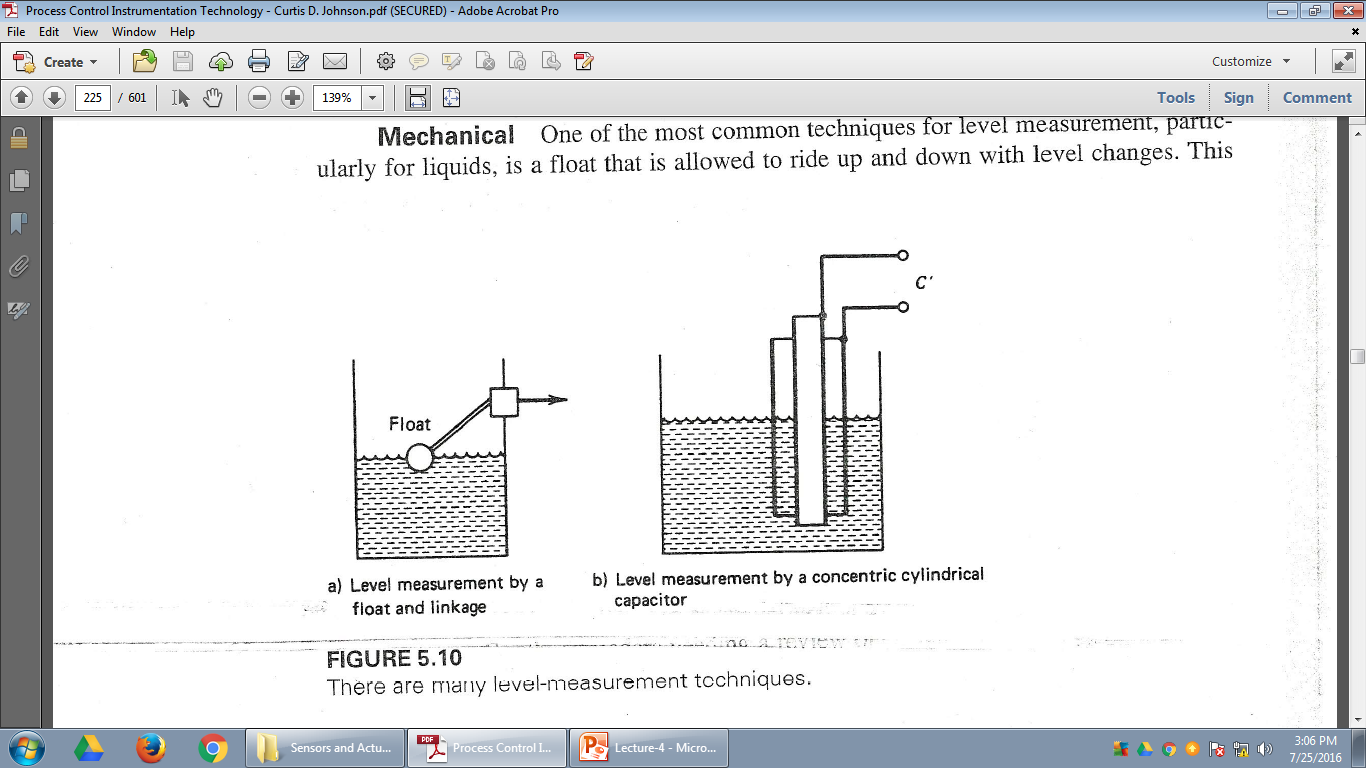 Process Control Instrumentation Technology - Curtis D. Johnson.pdf (SECURED) - Adobe Acrobat Pro
File Edit View Window Help
Create
Customize
225 / 601
139%
Tools Sign Comment
Mechanical One of the most common techniques for level measurement, partic-
ularly for liquids, is a float that is allowed to ride up and down with level changes. This
C
Float
a) Level measurement by a
float and linkage
b) Level measurement by a concentric cylindrical
capacitor
FIGURE 5.10
There are many level-measurement techniques.
Sensors and Actu...
Process Control I...
Lecture-4 - Micro...
3:06 PM
7/25/2016